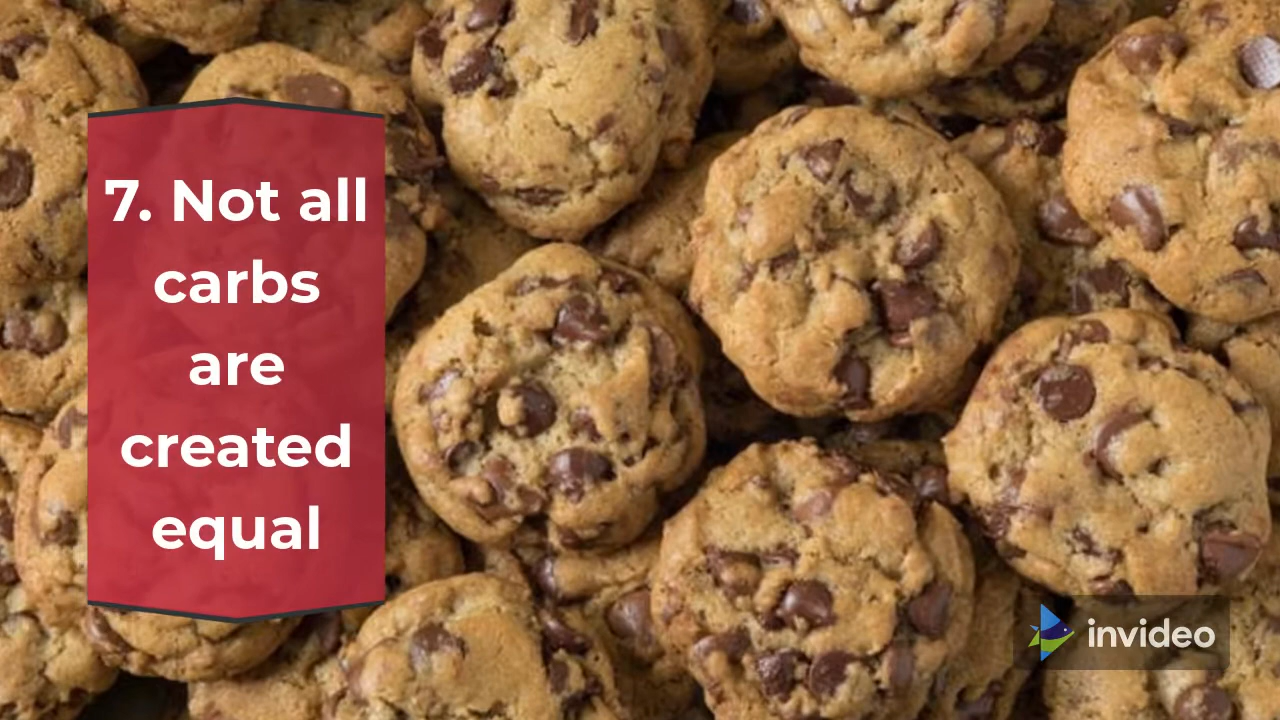 7. Not all
carbs
are
created
equal
invideo